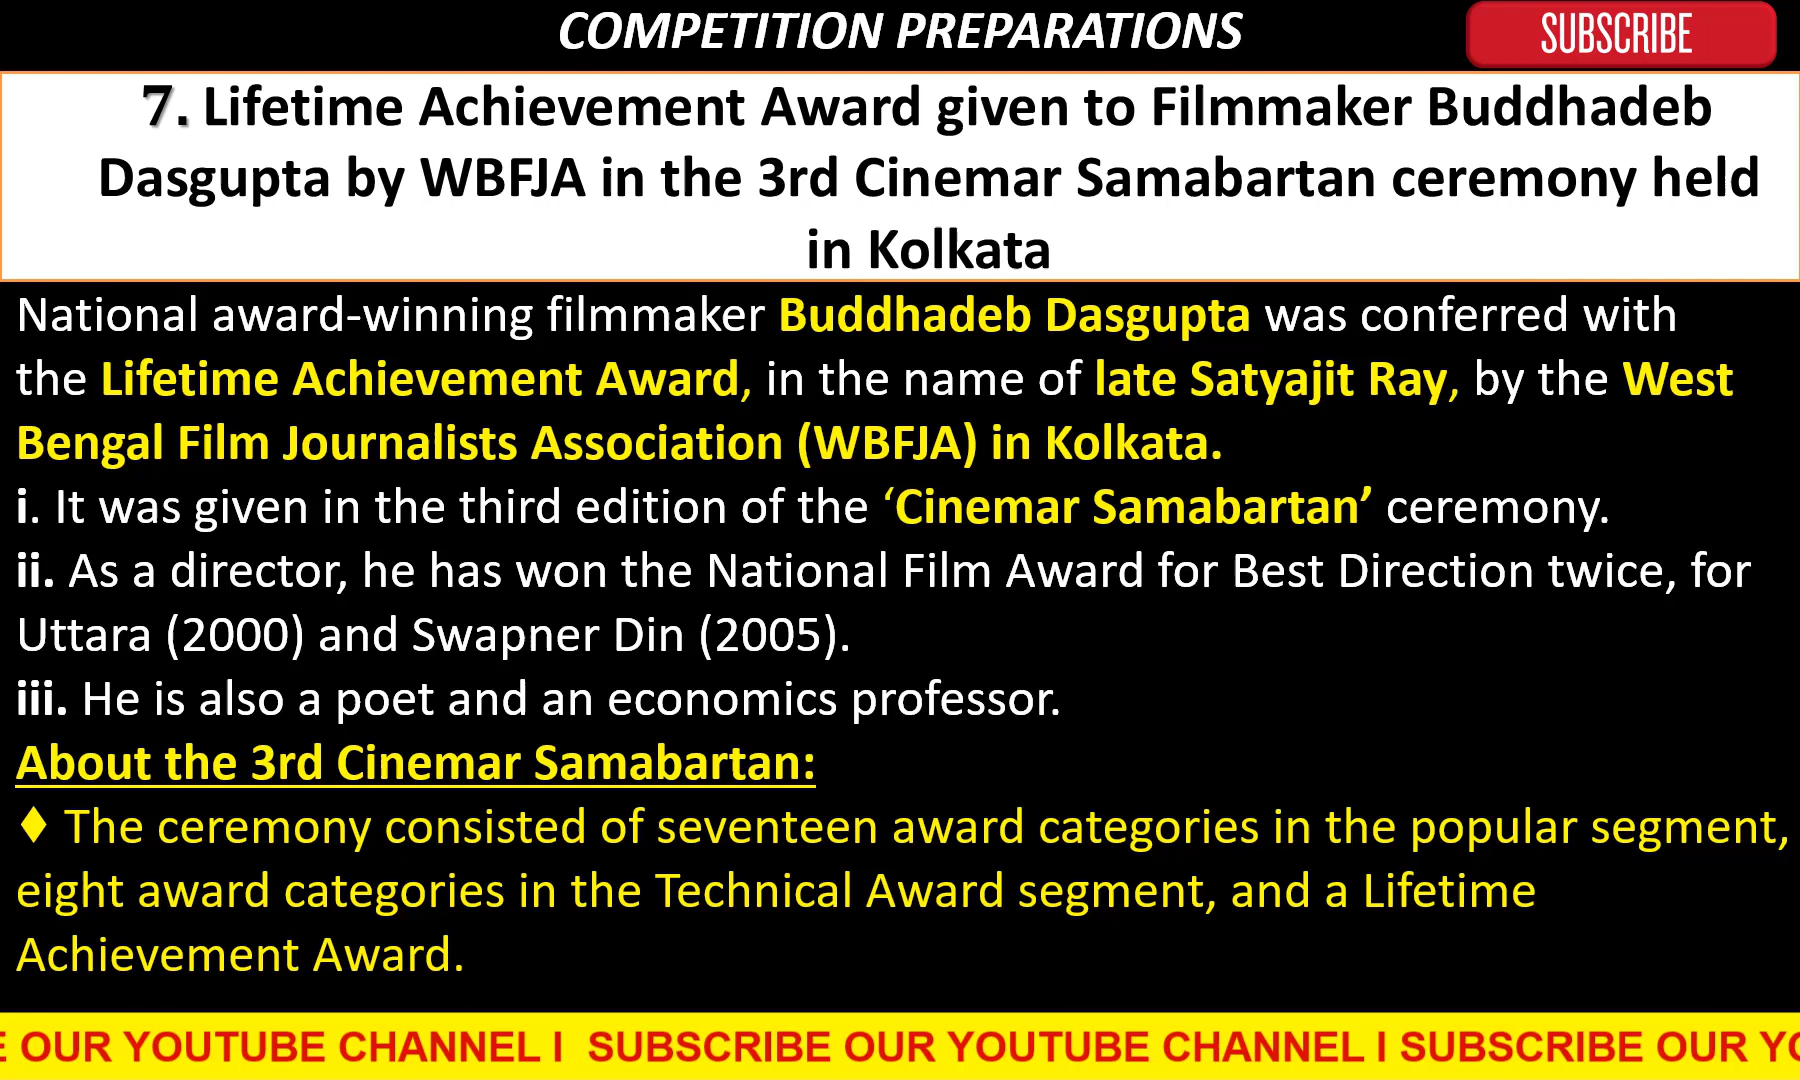 COMPETITION PREPARATIONS
SUBSCRIBE
7. Lifetime Achievement Award given to Filmmaker Buddhadeb
Dasgupta by WBFJA in the 3rd Cinemar Samabartan ceremony held
in Kolkata
National award-winning filmmaker Buddhadeb Dasgupta was conferred with
the Lifetime Achievement Award, in the name of late Satyajit Ray, by the West
Bengal Film Journalists Association (WBFJA) in Kolkata.
i. It was given in the third edition of the ‘Cinemar Samabartan’ ceremony.
ii. As a director, he has won the National Film Award for Best Direction twice, for
Uttara (2000) and Swapner Din (2005).
iii. He is also a poet and an economics professor.
About the 3rd Cinemar Samabartan:
♦ The ceremony consisted of seventeen award categories in the popular segment,
eight award categories in the Technical Award segment, and a Lifetime
Achievement Award.
E OUR YOUTUBE CHANNEL I SUBSCRIBE OUR YOUTUBE CHANNEL I SUBSCRIBE OUR YO